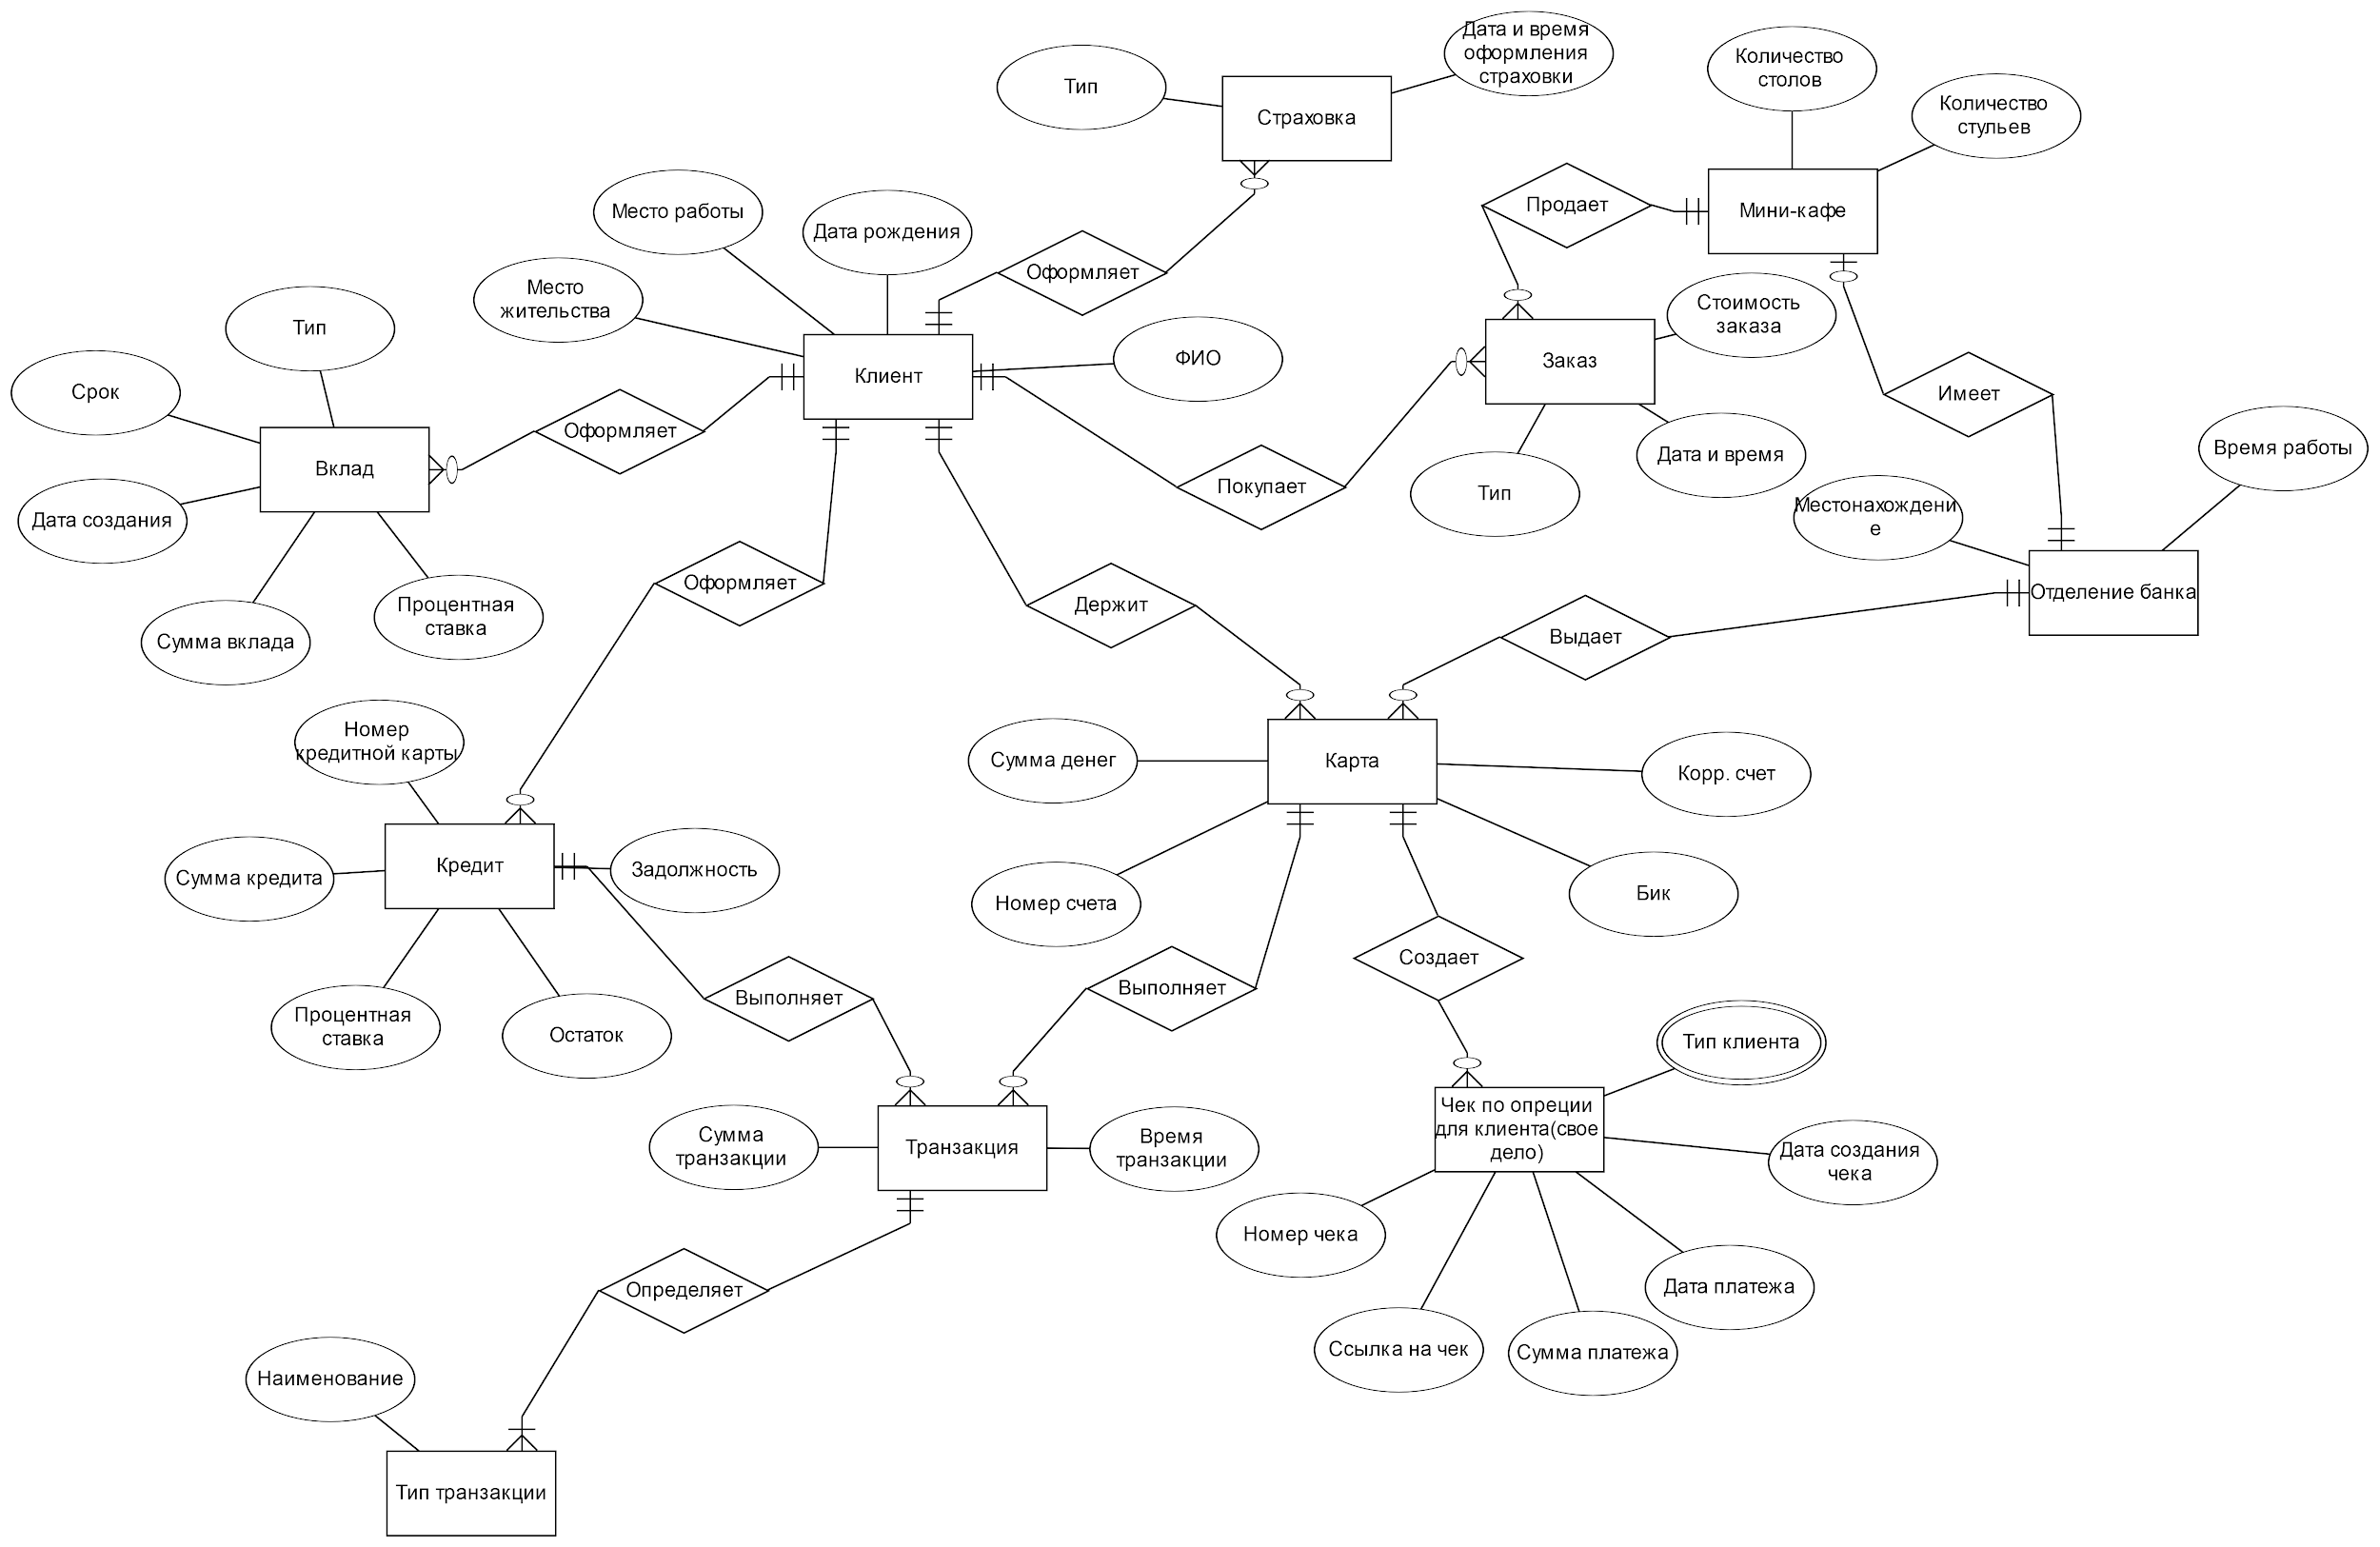 Дата и время
оформления
страховки
Количество
столов
Тип
Страховка
Количество
стульев
Место работы
Дата рождения
Продает
Мини-кафе
Оформляет
Место
жительства
Стоимость
заказа
Тип
ФИО
Заказ
Клиент
Срок
Имеет
Оформляет
Дата и время
Время работы
Вклад
Покупает
Тип
Местонахождени
е
Дата создания
Оформляет
Отделение банка
Процентная
ставка
Держит
Выдает
Сумма вклада
Номер
кредитной карты
Сумма денег
Карта
Корр. счет
Кредит
Задолжность
Сумма кредита
Бик
Номер счета
Создает
Выполняет
Выполняет
Процентная
ставка
Остаток
Тип клиента
Чек по опреции
для клиента(свое
дело)
Сумма
транзакции
Транзакция
Время
транзакции
Дата создания
чека
Номер чека
Определяет
Дата платежа
Ссылка на чек
Сумма платежа
Наименование
Тип транзакции